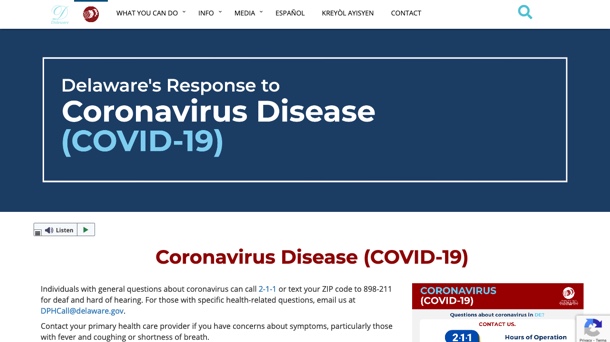 WHAT YOU CAN DO INFO MEDIA ESPAÑOL KREYÒL AYISYEN CONTACT
Delaware's Response to
Coronavirus Disease
(COVID-19)
Listen
Coronavirus Disease (COVID-19)
Individuals with general questions about coronavirus can call 2-1-1 or text your ZIP code to 898-211
for deaf and hard of hearing. For those with specific health-related questions, email us at
DPHCall@delaware.gov.
Contact your primary health care provider if you have concerns about symptoms, particularly those
with fever and coughing or shortness of breath.
CORONAVIRUS
(COVID-19)
Questions about coronavirus in DE?
CONTACT US.
2-1-1
Hours of Operation
Privacy - Terms